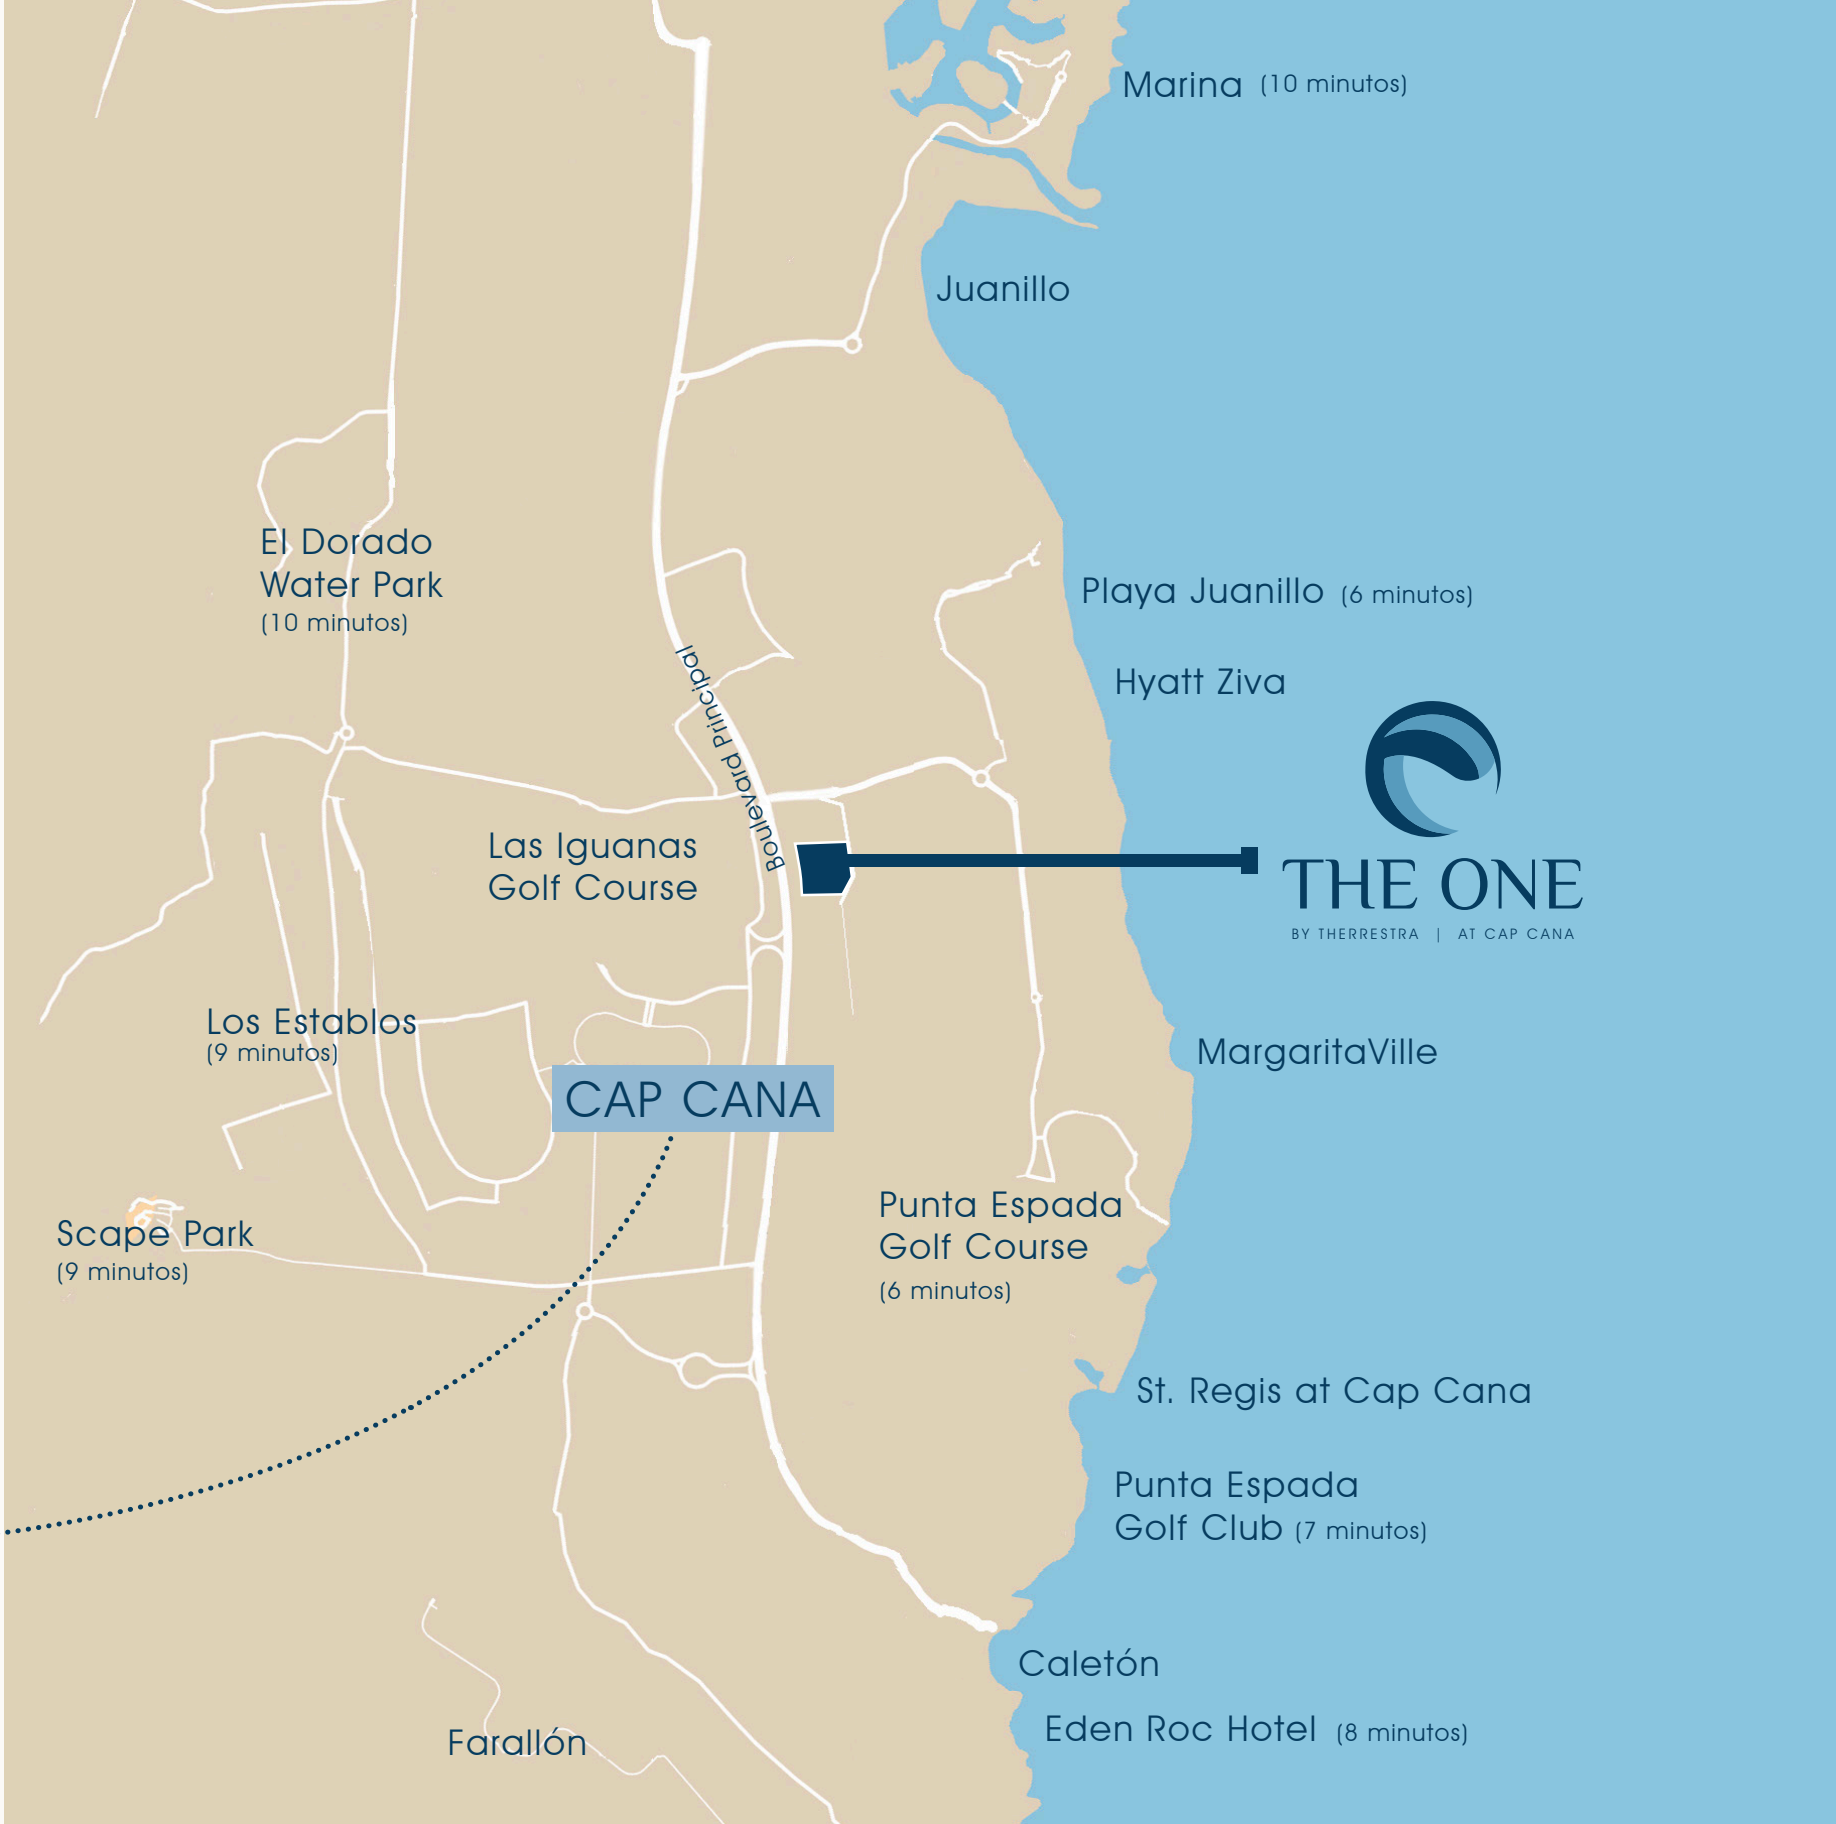 Marina (10 minutos)
Juanillo
El Dorado
Water Park
(10 minutos)
Playa Juanillo (6 minutos)
Hyatt Ziva
Boulevard Principal
Las Iguanas
Golf Course
THE ONE
BY THERRESTRA | AT CAP CANA
Los Establos
(9 minutos)
MargaritaVille
CAP CANA
Scape Park
(9 minutos)
Punta Espada
Golf Course
(6 minutos)
St. Regis at Cap Cana
Punta Espada
Golf Club (7 minutos)
Caletón
Eden Roc Hotel (8 minutos)
Farallón